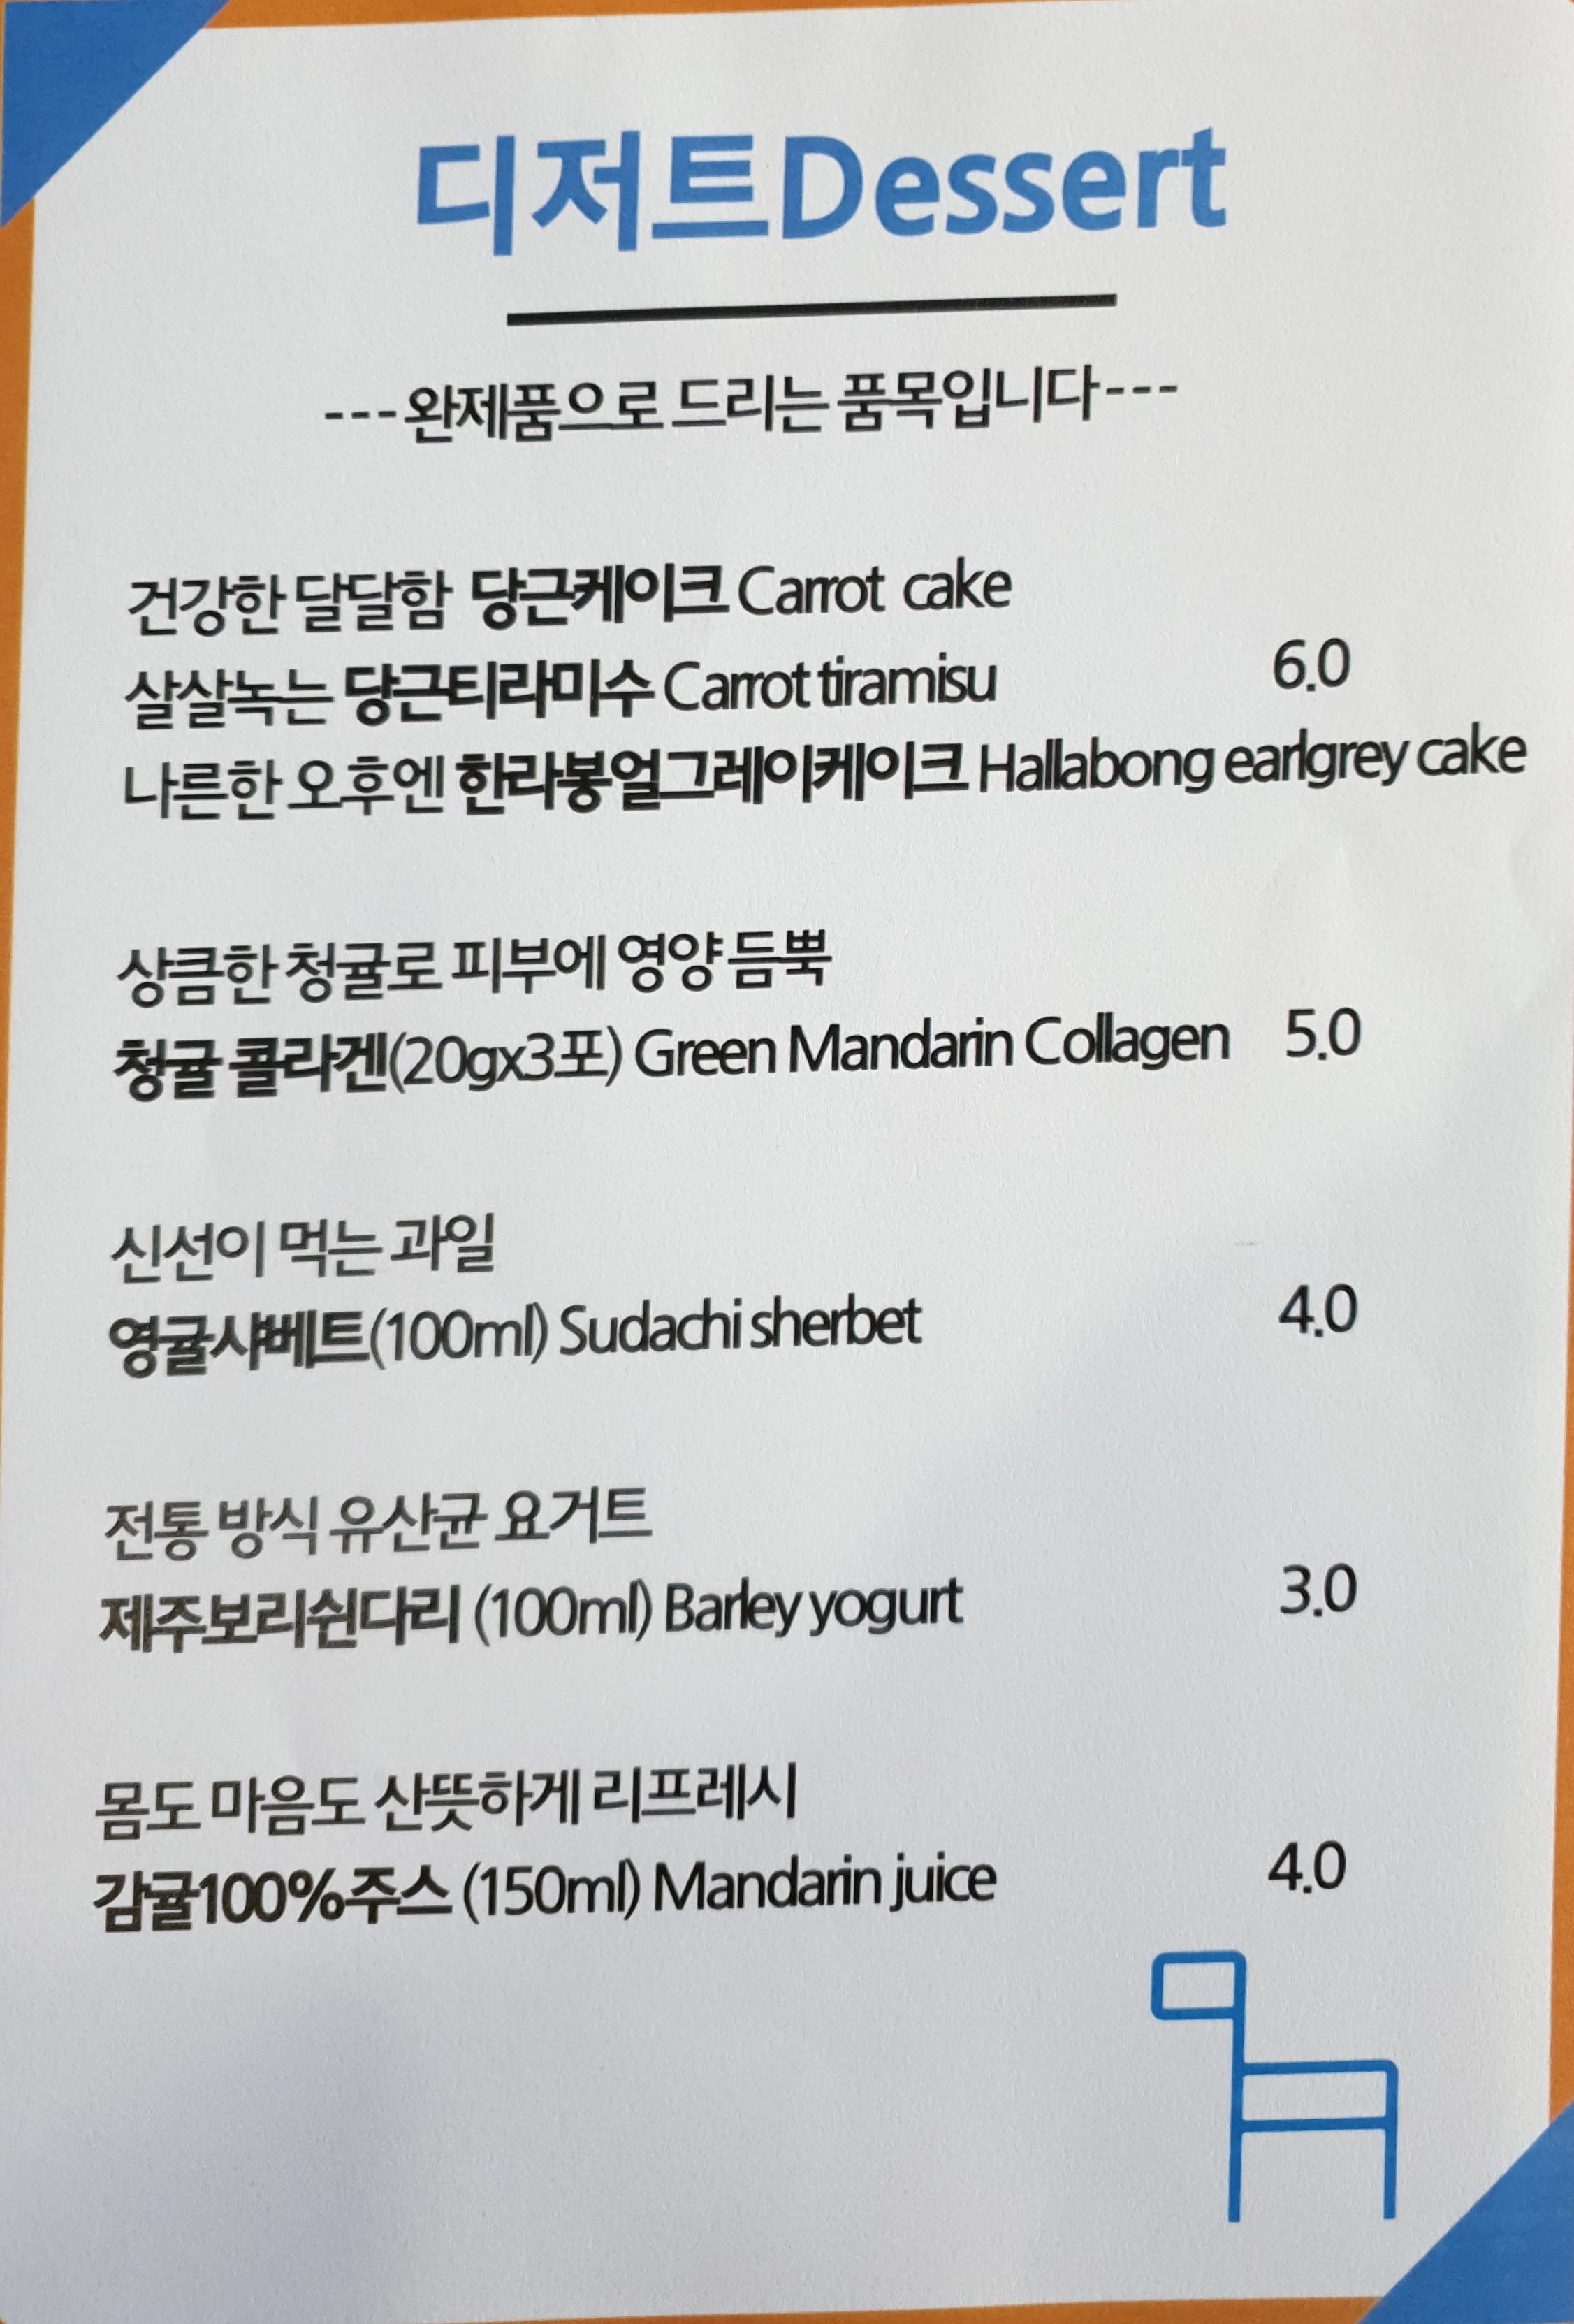 디저트Dessert
---완제품으로 드리는 품목입니다---
건강한 달달함 당근케이크 Carrot cake
살살녹는 당근티라미수 Carrot tiramisu 6.0
나른한 오후엔 한라봉얼그레이케이크 Hallabong earlgrey cake
상큼한 청귤로 피부에 영양 듬뿍
청귤 콜라겐(20gx3포) Green Mandarin Collagen 5.0
신선이 먹는 과일
영귤샤베트(100ml) Sudachi sherbet 4.0
전통 방식 유산균 요거트
제주보리쉰다리 (100ml) Barley yogurt 3.0
몸도 마음도 산뜻하게 리프레시
감귤100%주스 (150ml) Mandarin juice 4.0